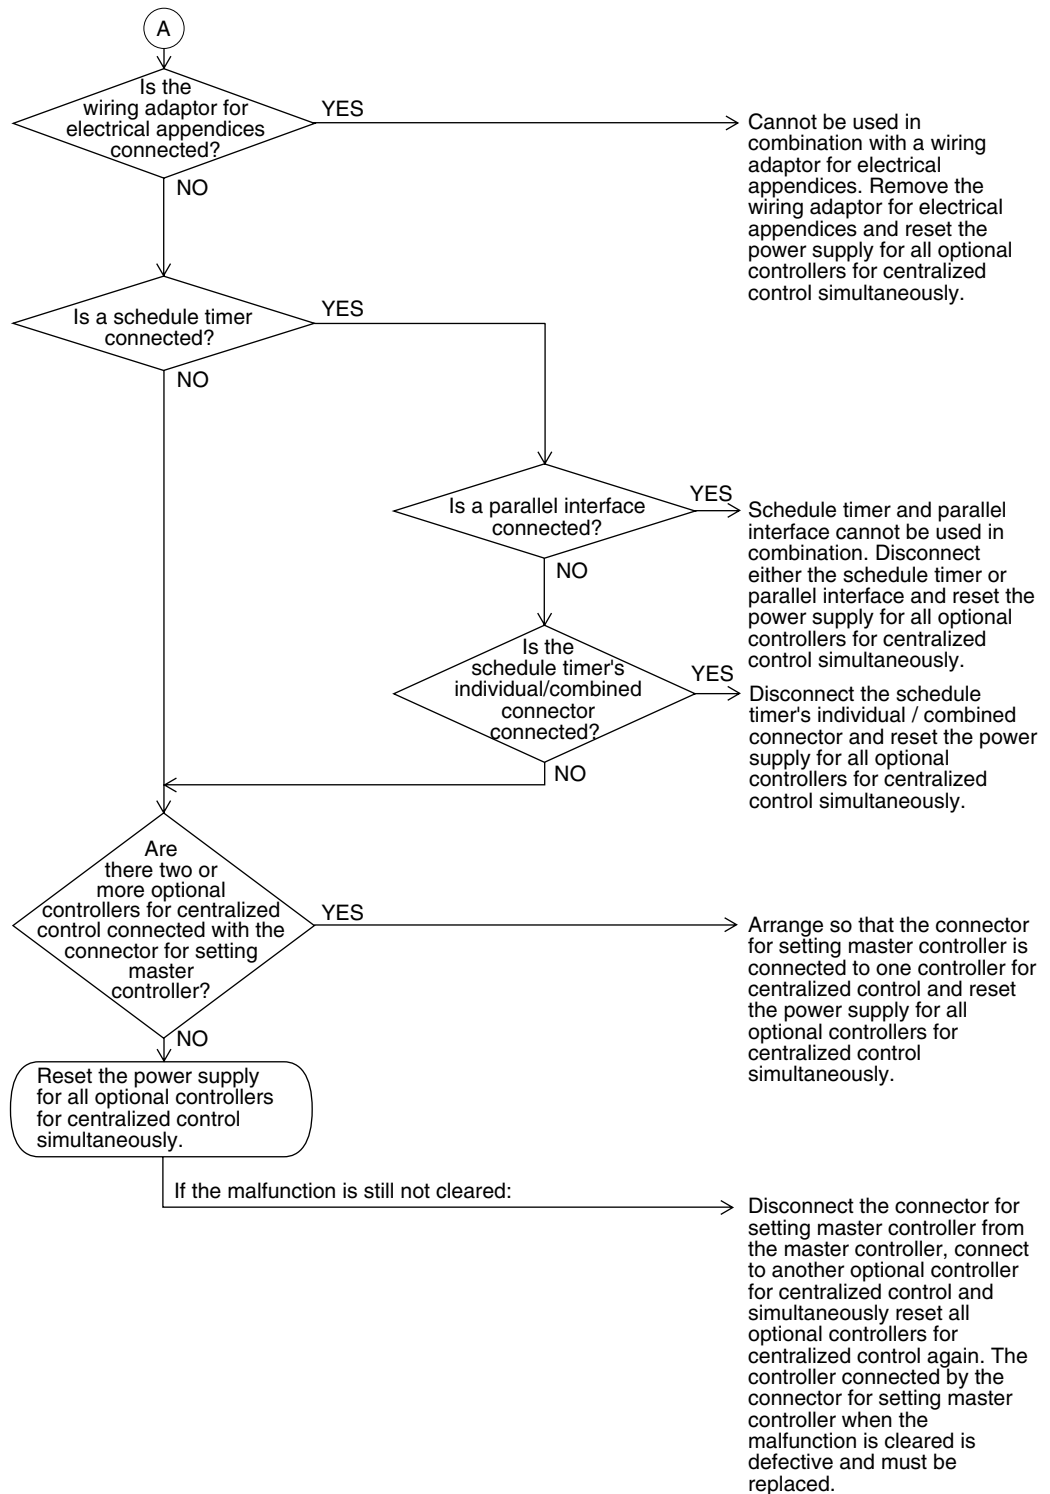 A
Is the
wiring adaptor for
electrical appendices
connected?
YES
Cannot be used in
combination with a wiring
adaptor for electrical
appendices. Remove the
wiring adaptor for electrical
appendices and reset the
power supply for all optional
controllers for centralized
control simultaneously.
NO
Is a schedule timer
connected?
YES
NO
Is a parallel interface
connected?
YES
Schedule timer and parallel
interface cannot be used in
combination. Disconnect
either the schedule timer or
parallel interface and reset the
power supply for all optional
controllers for centralized
control simultaneously.
NO
Is the
schedule timer's
individual/combined
connector
connected?
YES
Disconnect the schedule
timer's individual / combined
connector and reset the power
supply for all optional
controllers for centralized
control simultaneously.
NO
Are
there two or
more optional
controllers for centralized
control connected with the
connector for setting
master
controller?
YES
Arrange so that the connector
for setting master controller is
connected to one controller for
centralized control and reset
the power supply for all
optional controllers for
centralized control
simultaneously.
NO
Reset the power supply
for all optional controllers
for centralized control
simultaneously.
If the malfunction is still not cleared:
Disconnect the connector for
setting master controller from
the master controller, connect
to another optional controller
for centralized control and
simultaneously reset all
optional controllers for
centralized control again. The
controller connected by the
connector for setting master
controller when the
malfunction is cleared is
defective and must be
replaced.